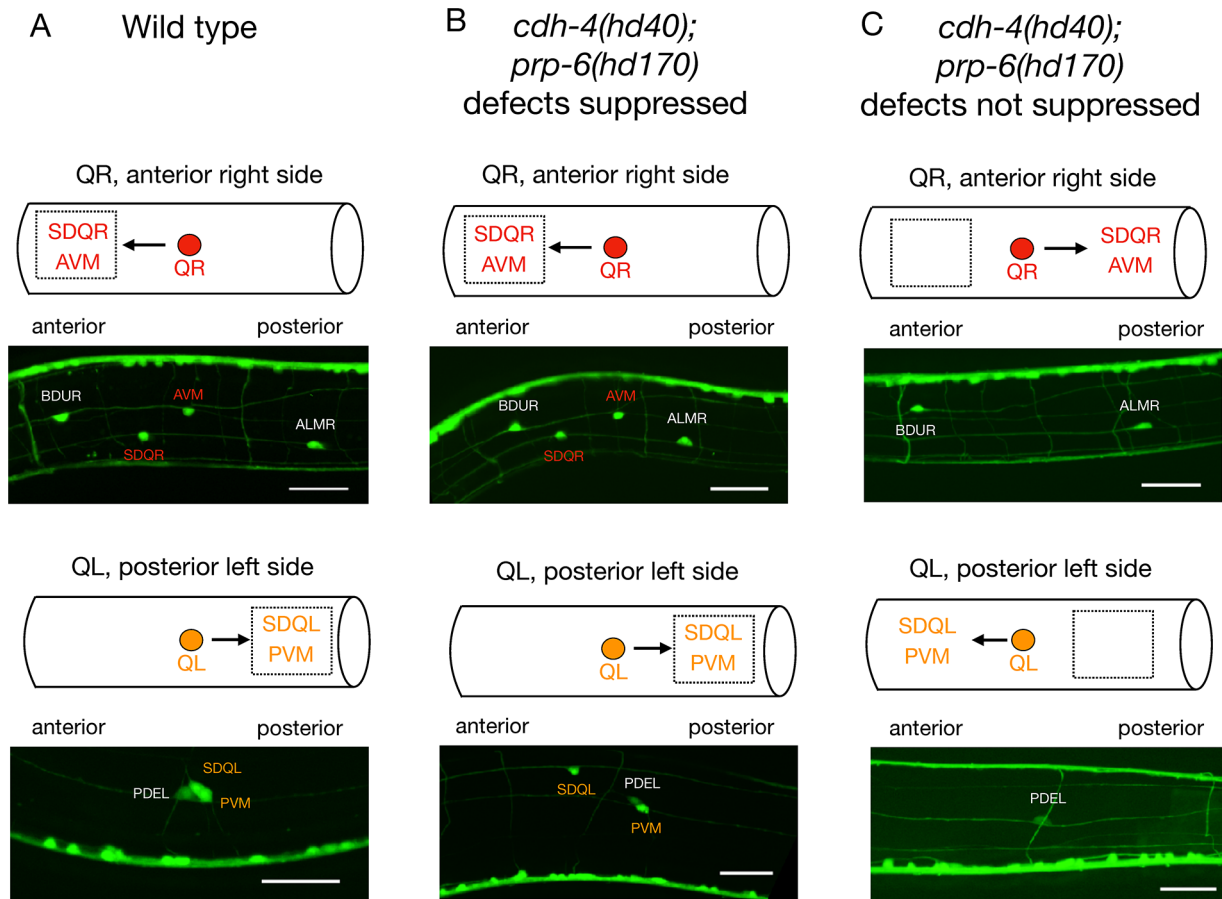 A
Wild type
QR, anterior right side
SDQR
AVM
QR
anterior
posterior
BDUR
AVM
SDQR
ALMR
QL, posterior left side
QL
SDQL
PVM
anterior
posterior
PDEL
SDQL
PVM
B
cdh-4(hd40);
prp-6(hd170)
defects suppressed
QR, anterior right side
SDQR
AVM
QR
anterior
posterior
BDUR
AVM
SDQR
ALMR
QL, posterior left side
QL
SDQL
PVM
anterior
posterior
SDQL
PDEL
PVM
C
cdh-4(hd40);
prp-6(hd170)
defects not suppressed
QR, anterior right side
QR
SDQR
AVM
anterior
posterior
BDUR
ALMR
QL, posterior left side
SDQL
PVM
QL
anterior
posterior
PDEL